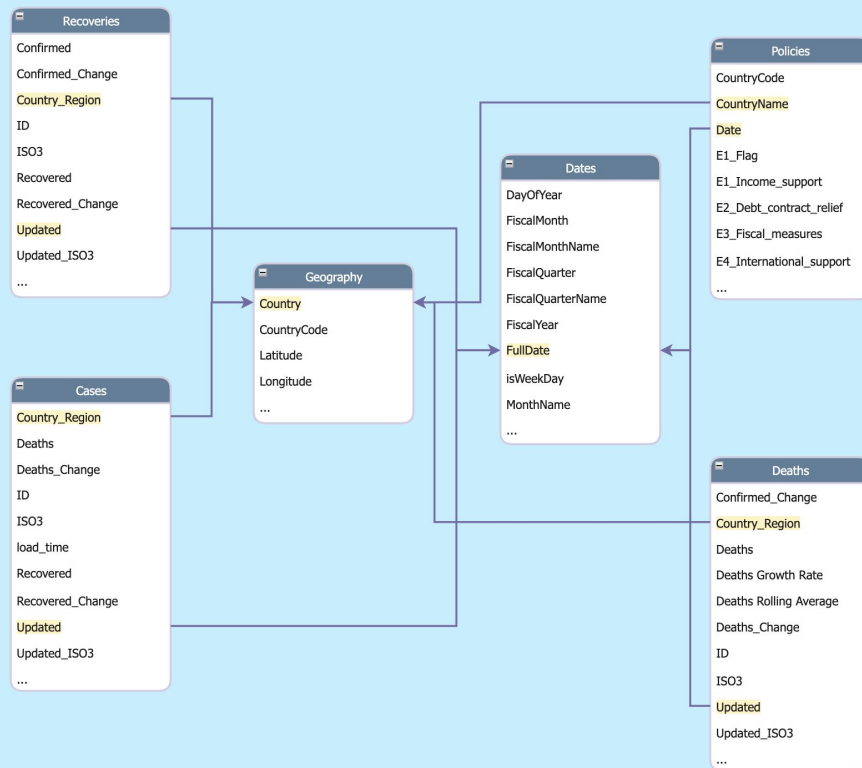 Recoveries
Confirmed
Confirmed_Change
Country_Region
ID
ISO3
Recovered
Recovered_Change
Updated
Updated_ISO3
...
Cases
Country_Region
Deaths
Deaths_Change
ID
ISO3
load_time
Recovered
Recovered_Change
Updated
Updated_ISO3
...
Geography
Country
CountryCode
Latitude
Longitude
...
Dates
DayOfYear
FiscalMonth
FiscalMonthName
FiscalQuarter
FiscalQuarterName
FiscalYear
FullDate
isWeekDay
MonthName
...
Policies
CountryCode
CountryName
Date
E1_Flag
E1_Income_support
E2_Debt_contract_relief
E3_Fiscal_measures
E4_International_support
...
Deaths
Confirmed_Change
Country_Region
Deaths
Deaths Growth Rate
Deaths Rolling Average
Deaths_Change
ID
ISO3
Updated
Updated_ISO3
...